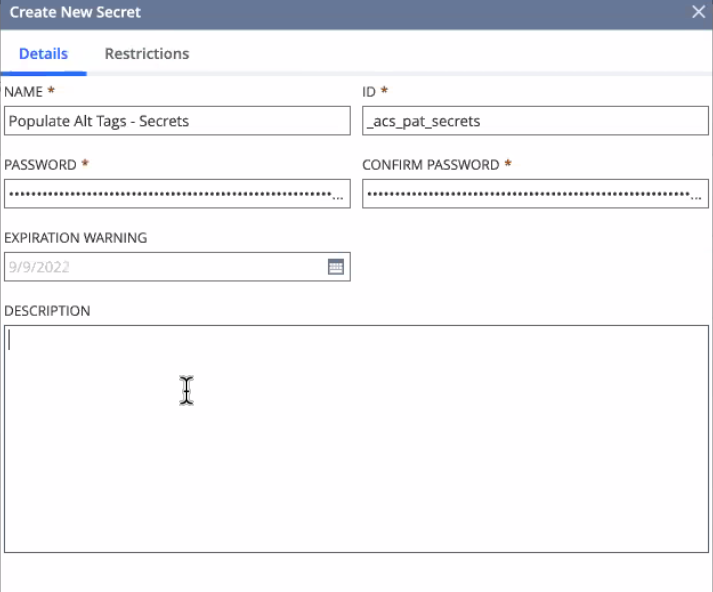 Create New Secret
Details Restrictions
NAME * ID *
Populate Alt Tags - Secrets _acs_pat_secrets
PASSWORD * CONFIRM PASSWORD *
EXPIRATION WARNING
9/9/2022
DESCRIPTION